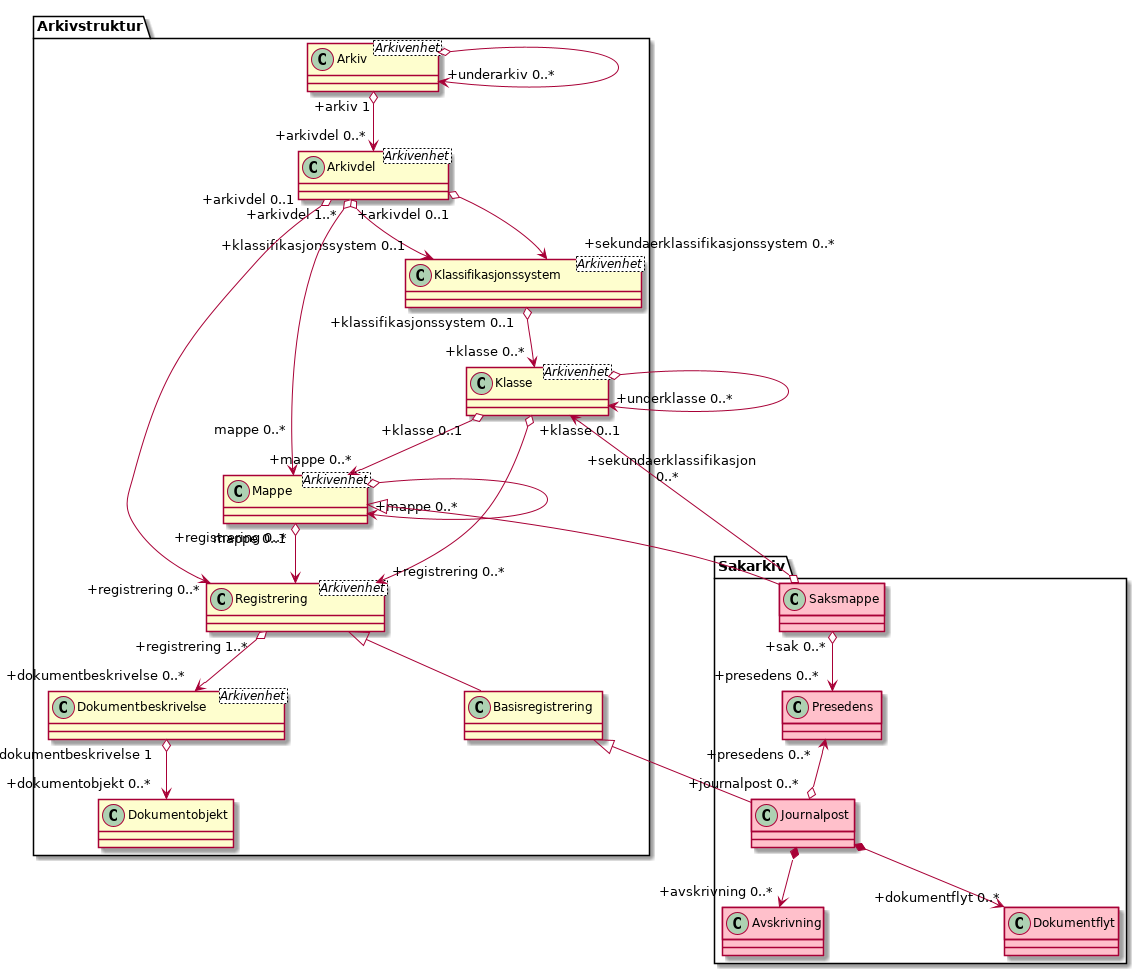 Arkivstruktur
C Arkiv
Arkivenhet
+underarkiv 0..*
+arkiv 1
+arkivdel 0..*
C Arkivdel
Arkivenhet
+arkivdel 0..1
+arkivdel 1..*
+arkivdel 0..1
+klassifikasjonssystem 0..1
+sekundaerklassifikasjonssystem 0..*
C Klassifikasjonssystem
Arkivenhet
+klassifikasjonssystem 0..1
+klasse 0..*
C Klasse
Arkivenhet
+underklasse 0..*
mappe 0..*
+klasse 0..1
+klasse 0..1
+mappe 0..*
+sekundaerklassifikasjon
0..*
C Mappe
Arkivenhet
+mappe 0..*
+registrering 0..*
mappe 0..1
Sakarkiv
+registrering 0..*
+registrering 0..*
C Registrering
Arkivenhet
C Saksmappe
+registrering 1..*
+sak 0..*
+dokumentbeskrivelse 0..*
+presedens 0..*
C Dokumentbeskrivelse
Arkivenhet
C Basisregistrering
C Presedens
dokumentbeskrivelse 1
+presedens 0..*
+dokumentobjekt 0..*
+journalpost 0..*
C Dokumentobjekt
C Journalpost
+avskrivning 0..*
+dokumentflyt 0..*
C Avskrivning
C Dokumentflyt